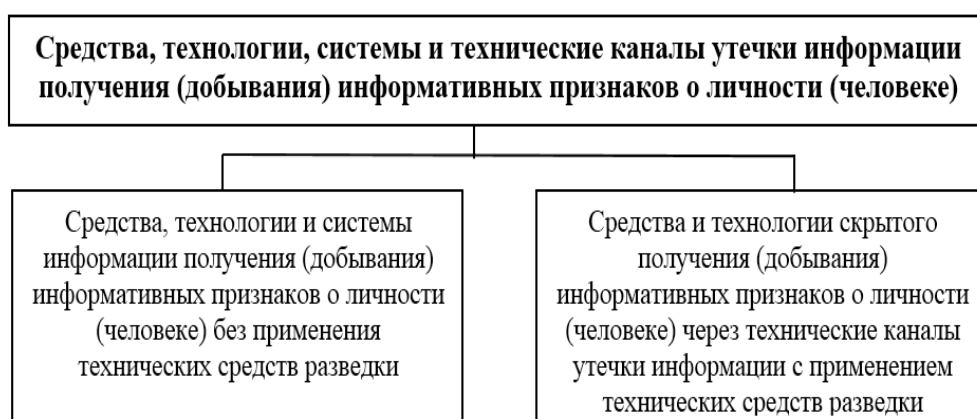 Средства, технологии, системы и технические каналы утечки информации
получения (добывания) информативных признаков о личности (человеке)
Средства, технологии и системы
информации получения (добывания)
информативных признаков о личности
(человеке) без применения
технических средств разведки
Средства и технологии скрытого
получения (добывания)
информативных признаков о личности
(человеке) через технические каналы
утечки информации с применением
технических средств разведки